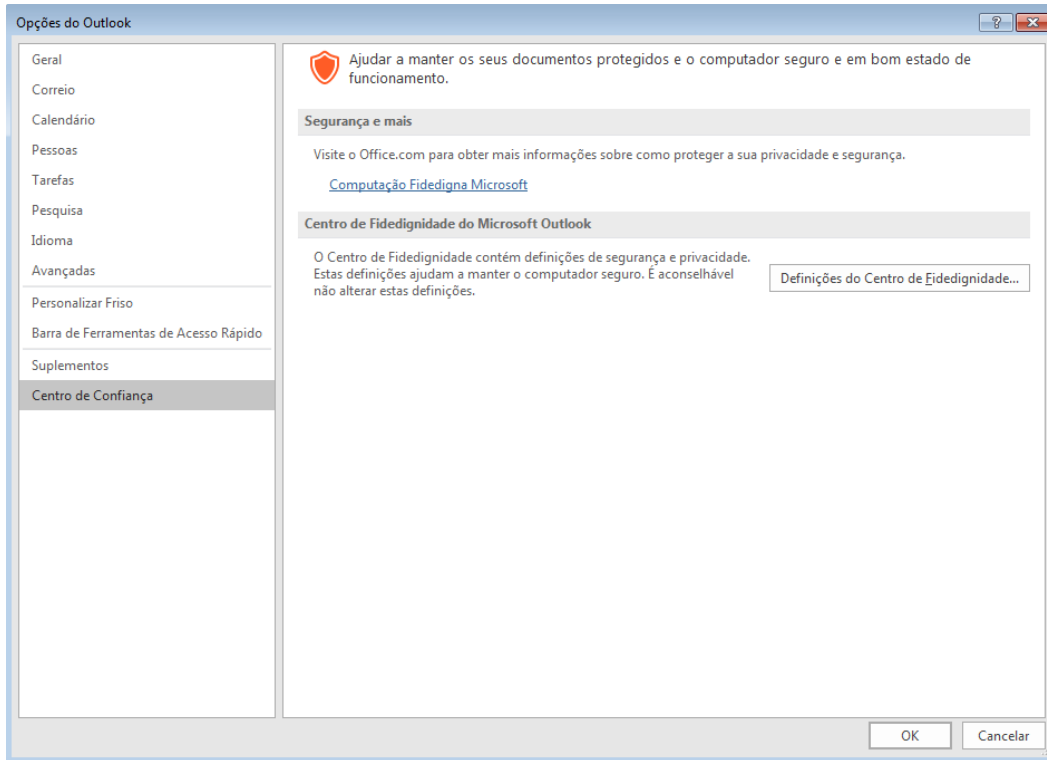 Opções do Outlook
Geral
Correio
Calendário
Pessoas
Tarefas
Pesquisa
Idioma
Avançadas
Personalizar Friso
Barra de Ferramentas de Acesso Rápido
Suplementos
Centro de Confiança
Ajudar a manter os seus documentos protegidos e o computador seguro e em bom estado de
funcionamento.
Segurança e mais
Visite o Office.com para obter mais informações sobre como proteger a sua privacidade e segurança.
Computação Fidedigna Microsoft
Centro de Fidedignidade do Microsoft Outlook
O Centro de Fidedignidade contém definições de segurança e privacidade.
Estas definições ajudam a manter o computador seguro. É aconselhável
não alterar estas definições.
Definições do Centro de Fidedignidade...
OK
Cancelar